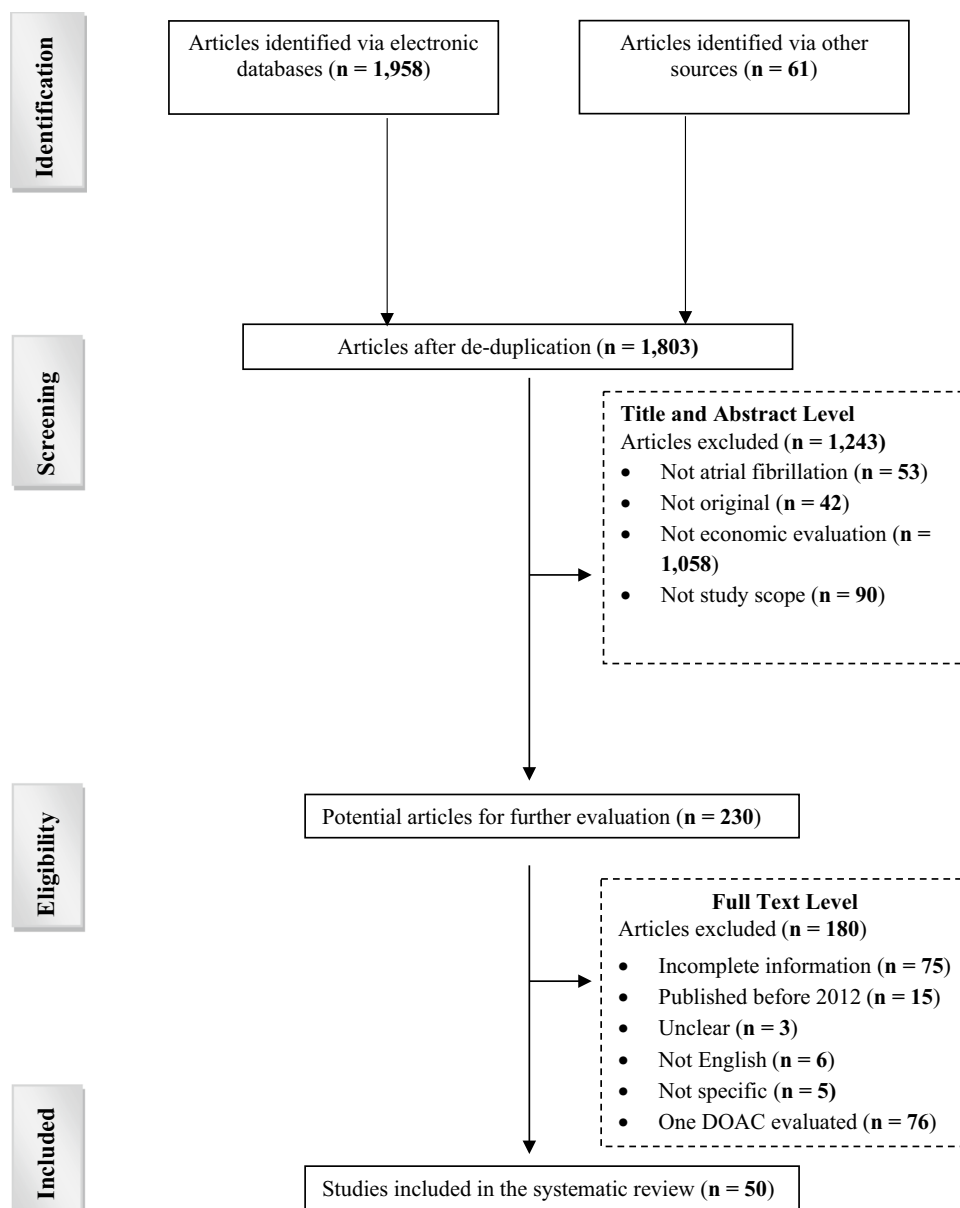 Identification
Articles identified via electronic
databases (n = 1,958)
Articles identified via other
sources (n = 61)
Screening
Articles after de-duplication (n = 1,803)
Title and Abstract Level
Articles excluded (n = 1,243)
• Not atrial fibrillation (n = 53)
• Not original (n = 42)
• Not economic evaluation (n =
1,058)
• Not study scope (n = 90)
Eligibility
Potential articles for further evaluation (n = 230)
Full Text Level
Articles excluded (n = 180)
• Incomplete information (n = 75)
• Published before 2012 (n = 15)
• Unclear (n = 3)
• Not English (n = 6)
• Not specific (n = 5)
• One DOAC evaluated (n = 76)
Included
Studies included in the systematic review (n = 50)